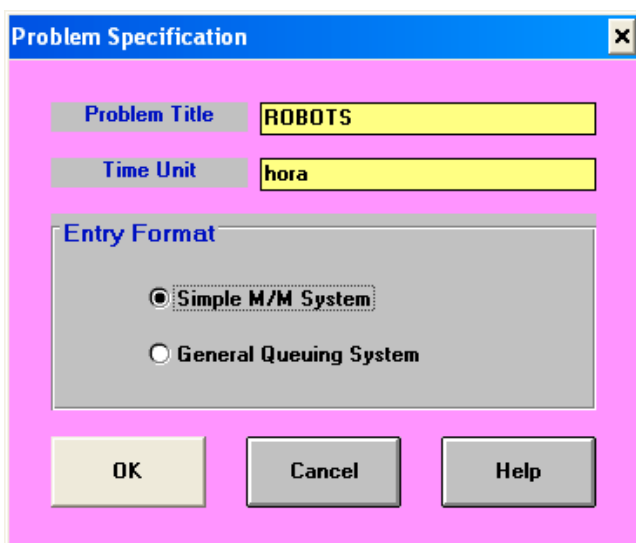 Problem Specification
Problem Title ROBOTS
Time Unit hora
Entry Format
Simple M/M System
General Queuing System
OK Cancel Help